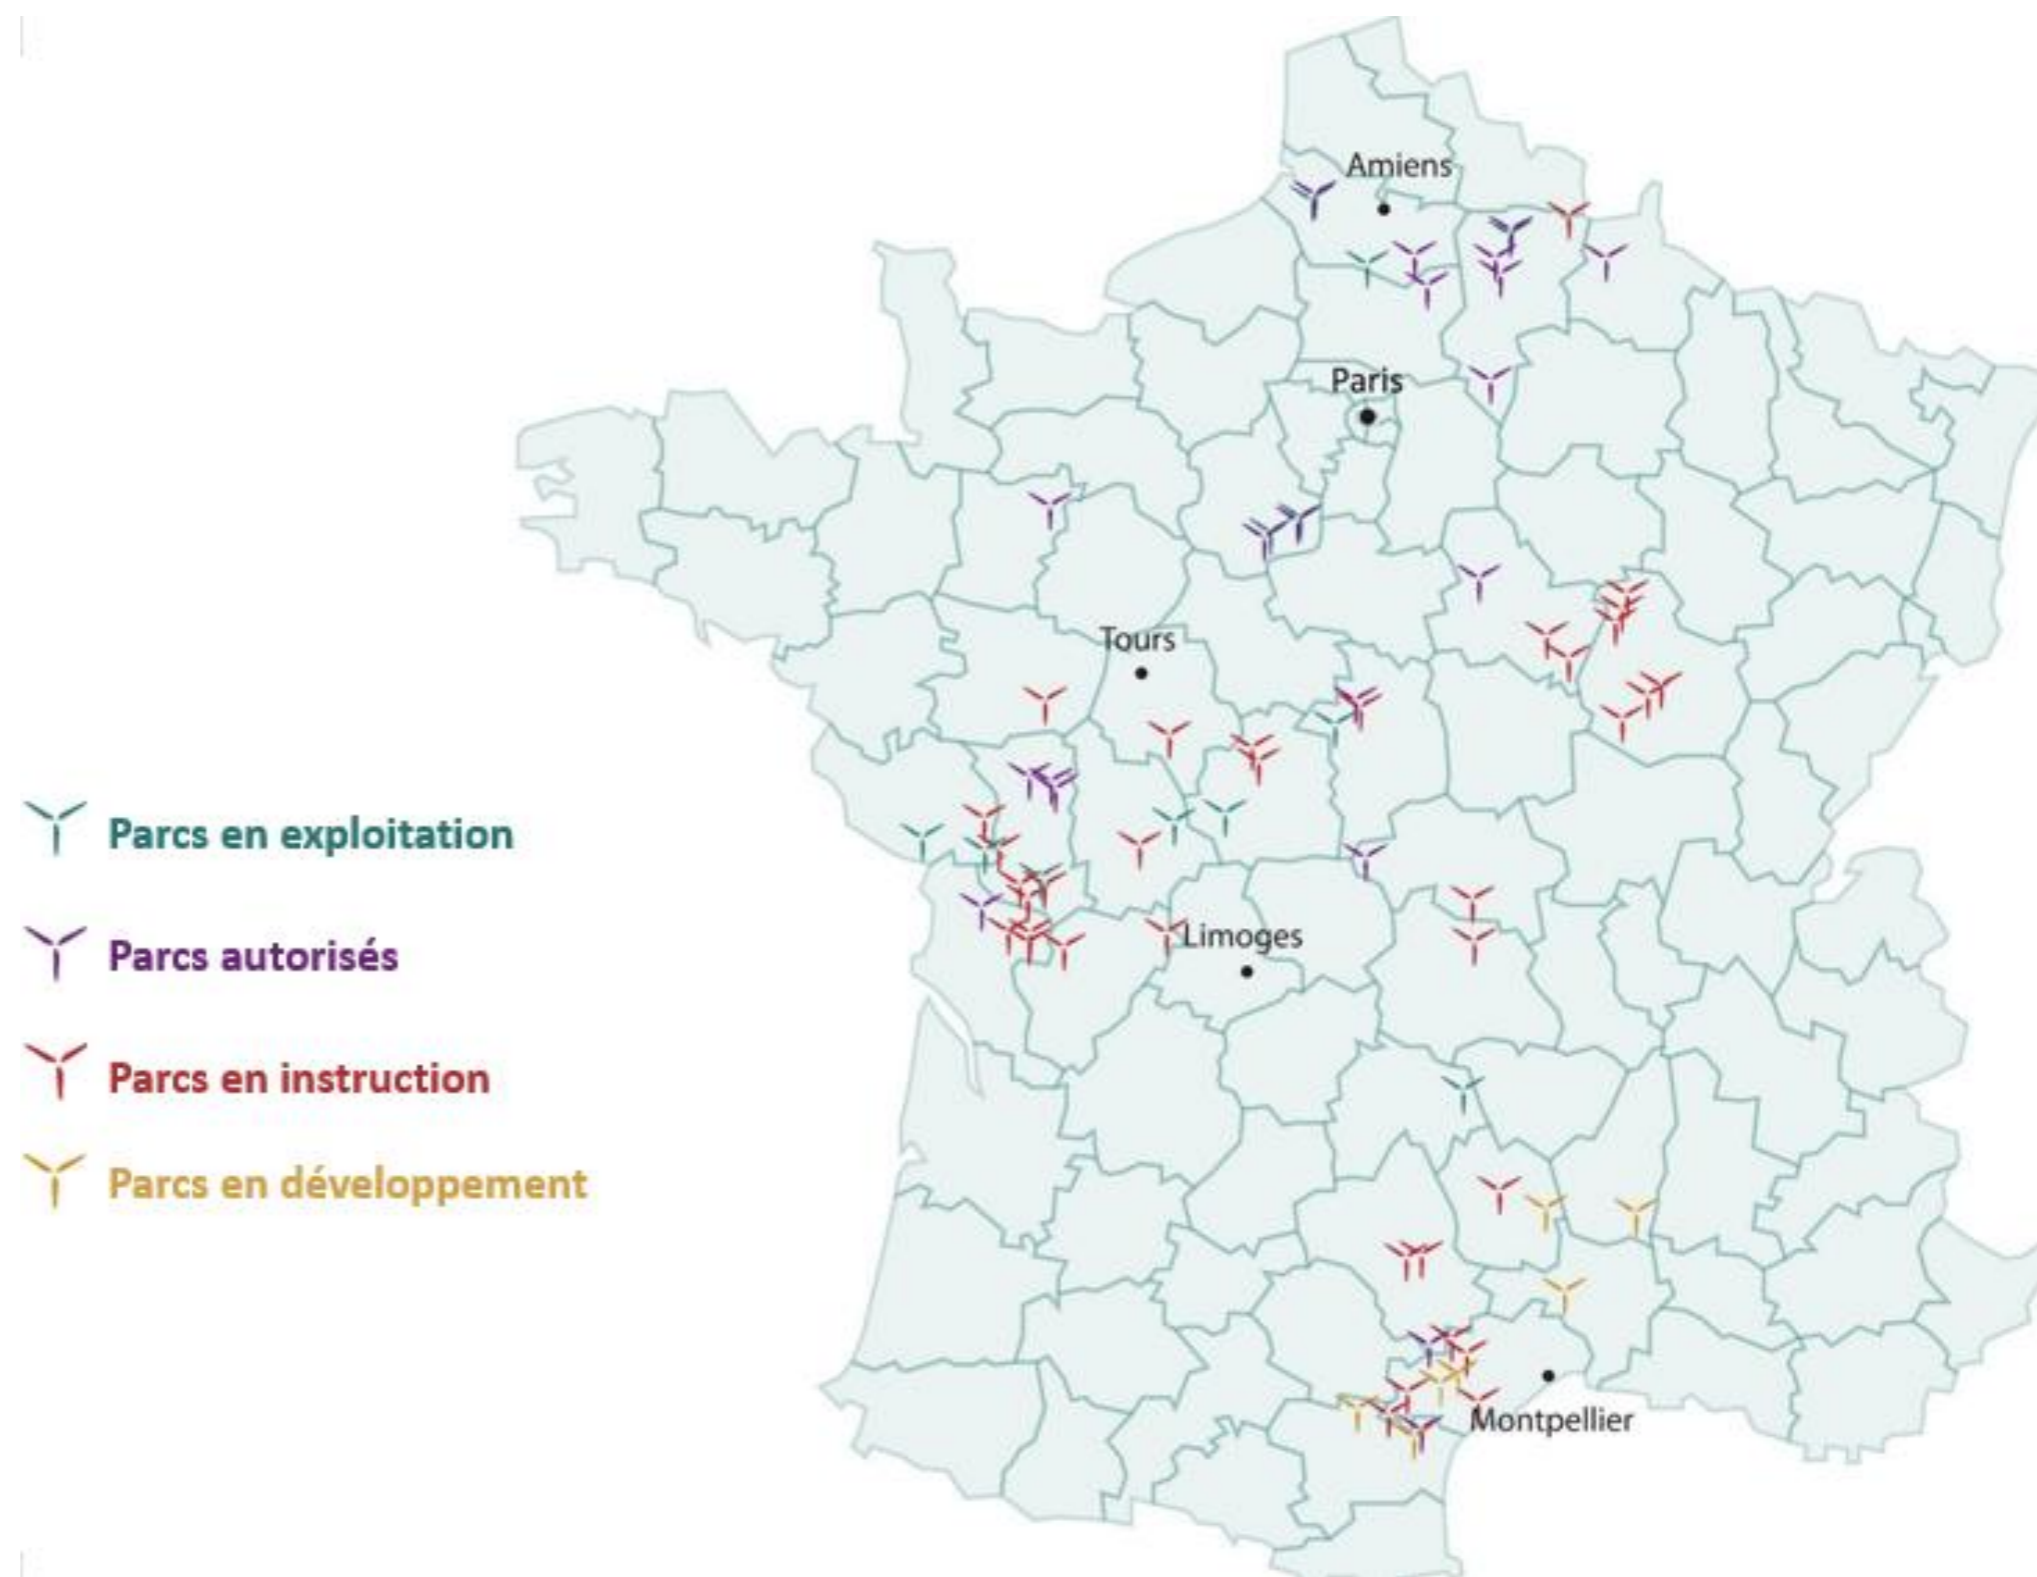 Amiens
Paris
Tours
Parcs en exploitation
Limoges
Parcs autorisés
Parcs en instruction
Parcs en développement
Montpellier